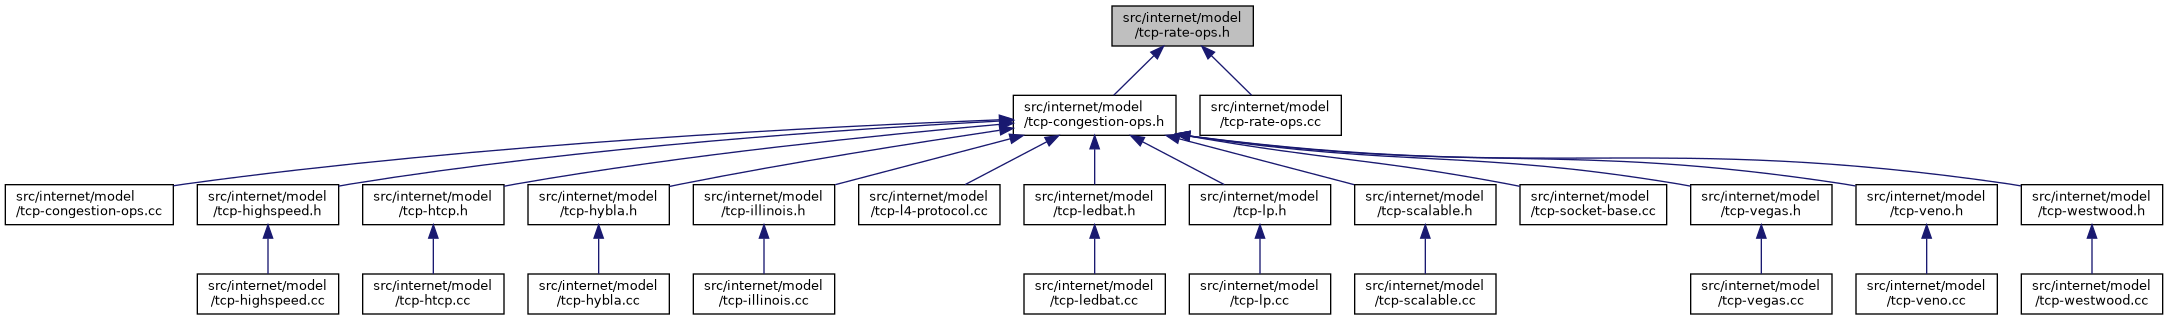 src/internet/model
/tcp-rate-ops.h
src/internet/model
/tcp-congestion-ops.h
src/internet/model
/tcp-rate-ops.cc
src/internet/model
/tcp-congestion-ops.cc
src/internet/model
/tcp-highspeed.h
src/internet/model
/tcp-htcp.h
src/internet/model
/tcp-hybla.h
src/internet/model
/tcp-illinois.h
src/internet/model
/tcp-l4-protocol.cc
src/internet/model
/tcp-ledbat.h
src/internet/model
/tcp-lp.h
src/internet/model
/tcp-scalable.h
src/internet/model
/tcp-socket-base.cc
src/internet/model
/tcp-vegas.h
src/internet/model
/tcp-veno.h
src/internet/model
/tcp-westwood.h
src/internet/model
/tcp-highspeed.cc
src/internet/model
/tcp-htcp.cc
src/internet/model
/tcp-hybla.cc
src/internet/model
/tcp-illinois.cc
src/internet/model
/tcp-ledbat.cc
src/internet/model
/tcp-lp.cc
src/internet/model
/tcp-scalable.cc
src/internet/model
/tcp-vegas.cc
src/internet/model
/tcp-veno.cc
src/internet/model
/tcp-westwood.cc